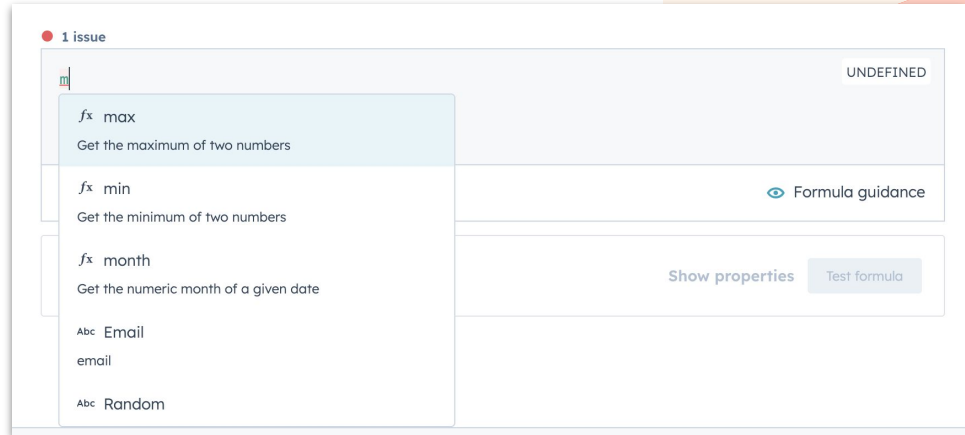 1 issue
m
UNDEFINED
fx max
Get the maximum of two numbers
fx min
Get the minimum of two numbers
Formula guidance
fx month
Get the numeric month of a given date
Show properties
Test formula
Abc Email
email
Abc Random